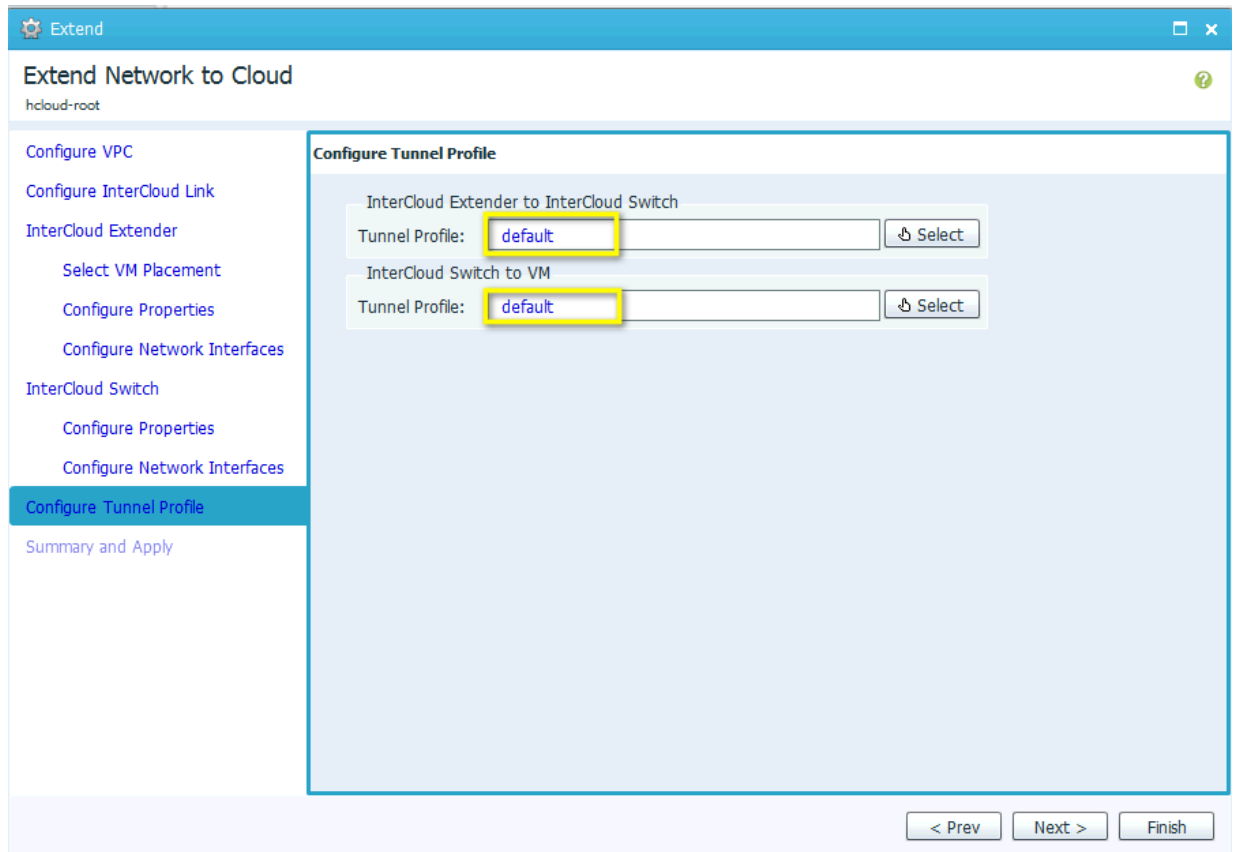 Extend
Extend Network to Cloud
hcloud-root
Configure VPC
Configure InterCloud Link
InterCloud Extender
Select VM Placement
Configure Properties
Configure Network Interfaces
InterCloud Switch
Configure Properties
Configure Network Interfaces
Configure Tunnel Profile
Summary and Apply
Configure Tunnel Profile
InterCloud Extender to InterCloud Switch
Tunnel Profile: default Select
InterCloud Switch to VM
Tunnel Profile: default Select
< Prev Next > Finish